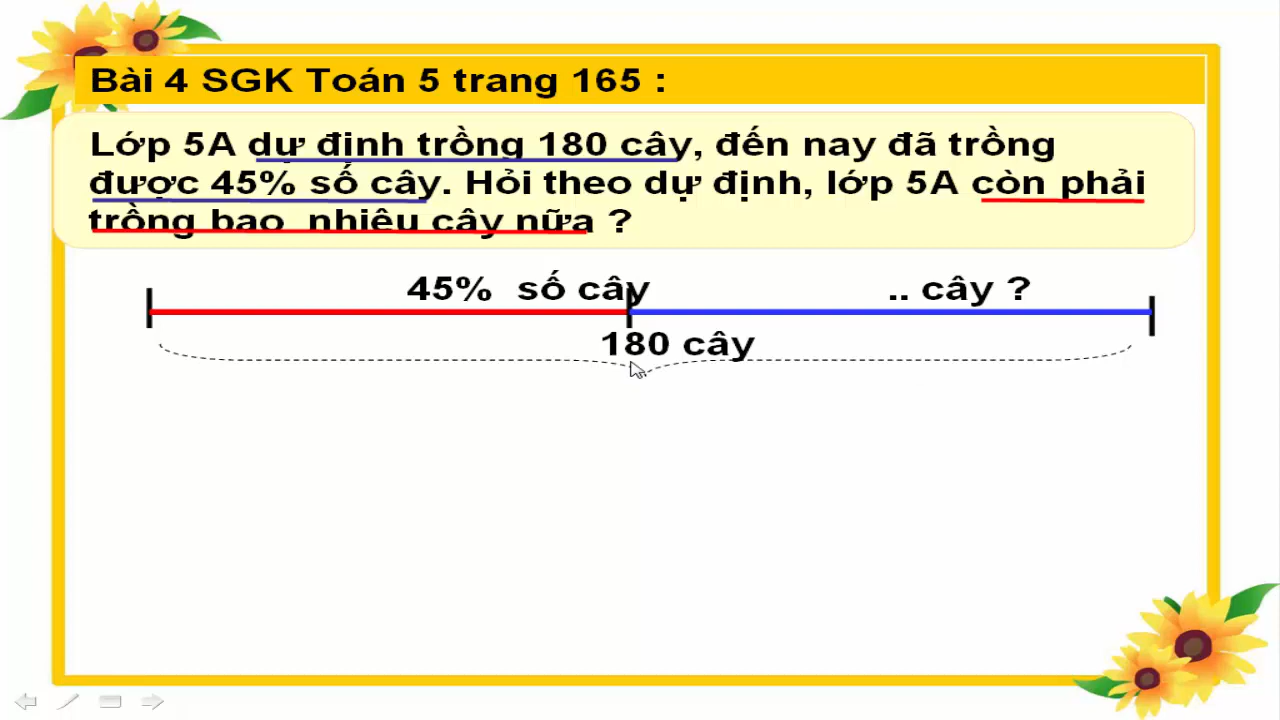 Bài 4 SGK Toán 5 trang 165 :
Lớp 5A dự định trồng 180 cây, đến nay đã trồng
được 45% số cây. Hỏi theo dự định, lớp 5A còn phải
trồng bao nhiêu cây nữa ?
45% số cây
.. cây ?
180 cây